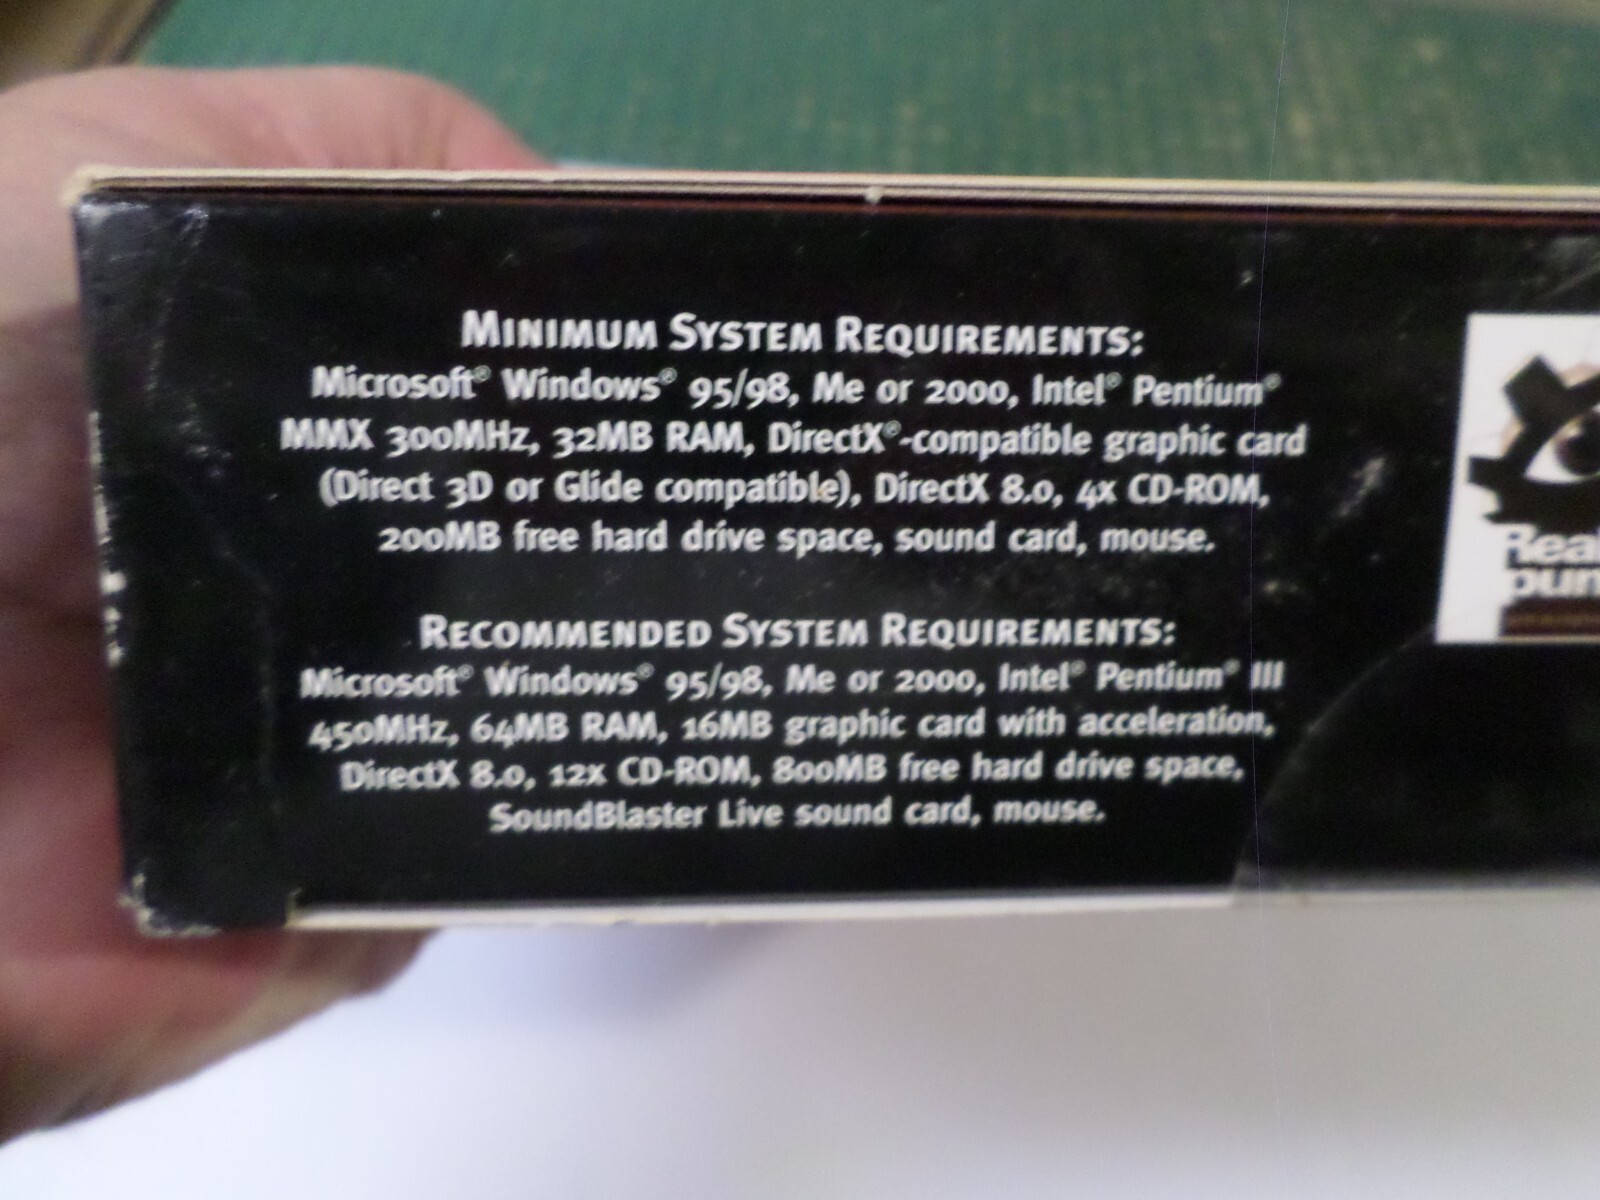 MINIMUM SYSTEM REQUIREMENTS:
Microsoft® Windows® 95/98, Me or 2000, Intel® Pentium®
MMX 300MHz, 32MB RAM, DirectX®-compatible graphic card
(Direct 3D or Glide compatible), DirectX 8.0, 4x CD-ROM,
200MB free hard drive space, sound card, mouse.
RECOMMENDED SYSTEM REQUIREMENTS:
Microsoft® Windows® 95/98, Me or 2000, Intel® Pentium® III
450MHz, 64MB RAM, 16MB graphic card with acceleration,
DirectX 8.0, 12x CD-ROM, 800MB free hard drive space,
SoundBlaster Live sound card, mouse.
Real
pum